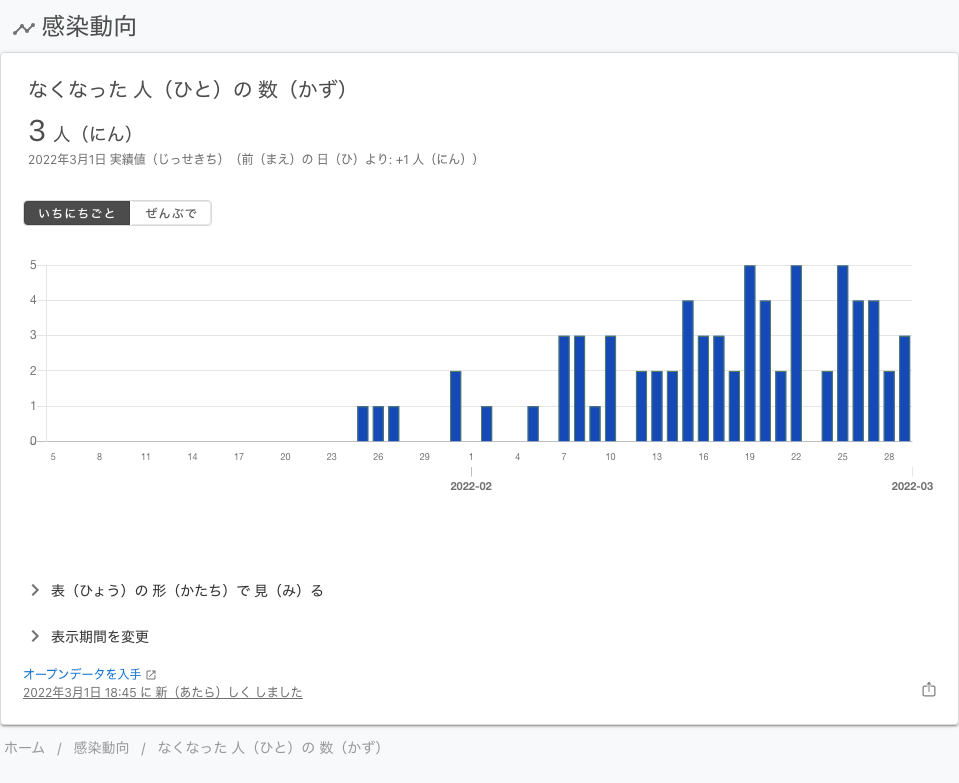 感染動向
なくなった 人（ひと）の 数（かず）
3 人（にん）
2022年3月1日 実績値（じっせきち）（前（まえ）の 日（ひ）より: +1 人（にん））
いちにちごと ぜんぶで
5
4
3
2
1
0
5 8 11 14 17 20 23 26 29 1 4 7 10 13 16 19 22 25 28
2022-02 2022-03
表（ひょう）の 形（かたち）で 見（み）る
表示期間を変更
オープンデータを入手
2022年3月1日 18:45 に 新（あたら）しく しました
ホーム / 感染動向 / なくなった 人（ひと）の 数（かず）